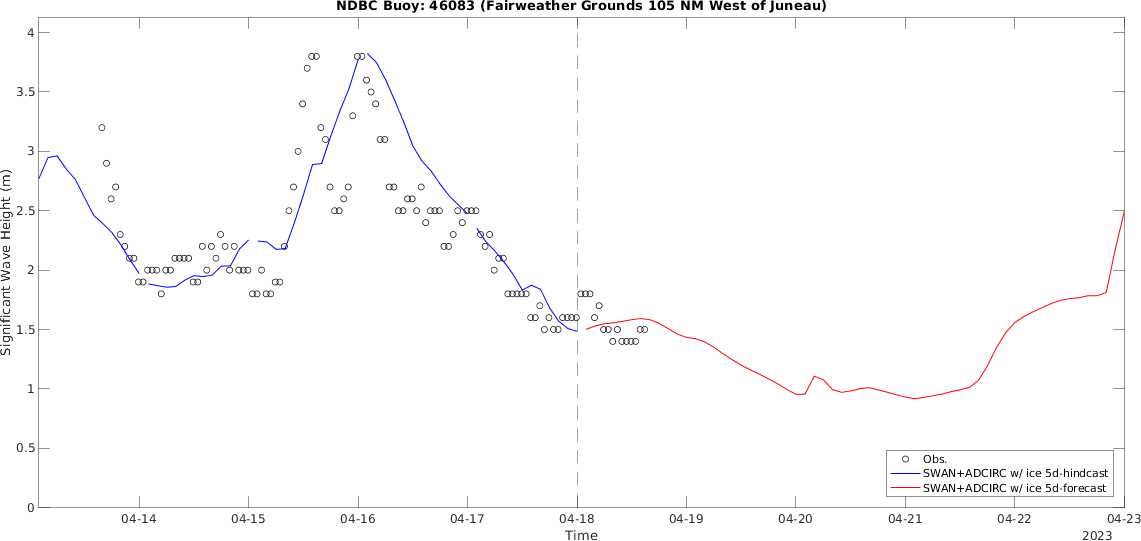 NDBC Buoy: 46083 (Fairweather Grounds 105 NM West of Juneau)
4
3.5
3
2.5
2
1.5
1
0.5
0
Significant Wave Height (m)
Obs.
SWAN+ADCIRC w/ ice 5d-hindcast
SWAN+ADCIRC w/ ice 5d-forecast
04-14 04-15 04-16 04-17 04-18 04-19 04-20 04-21 04-22 04-23
Time
2023